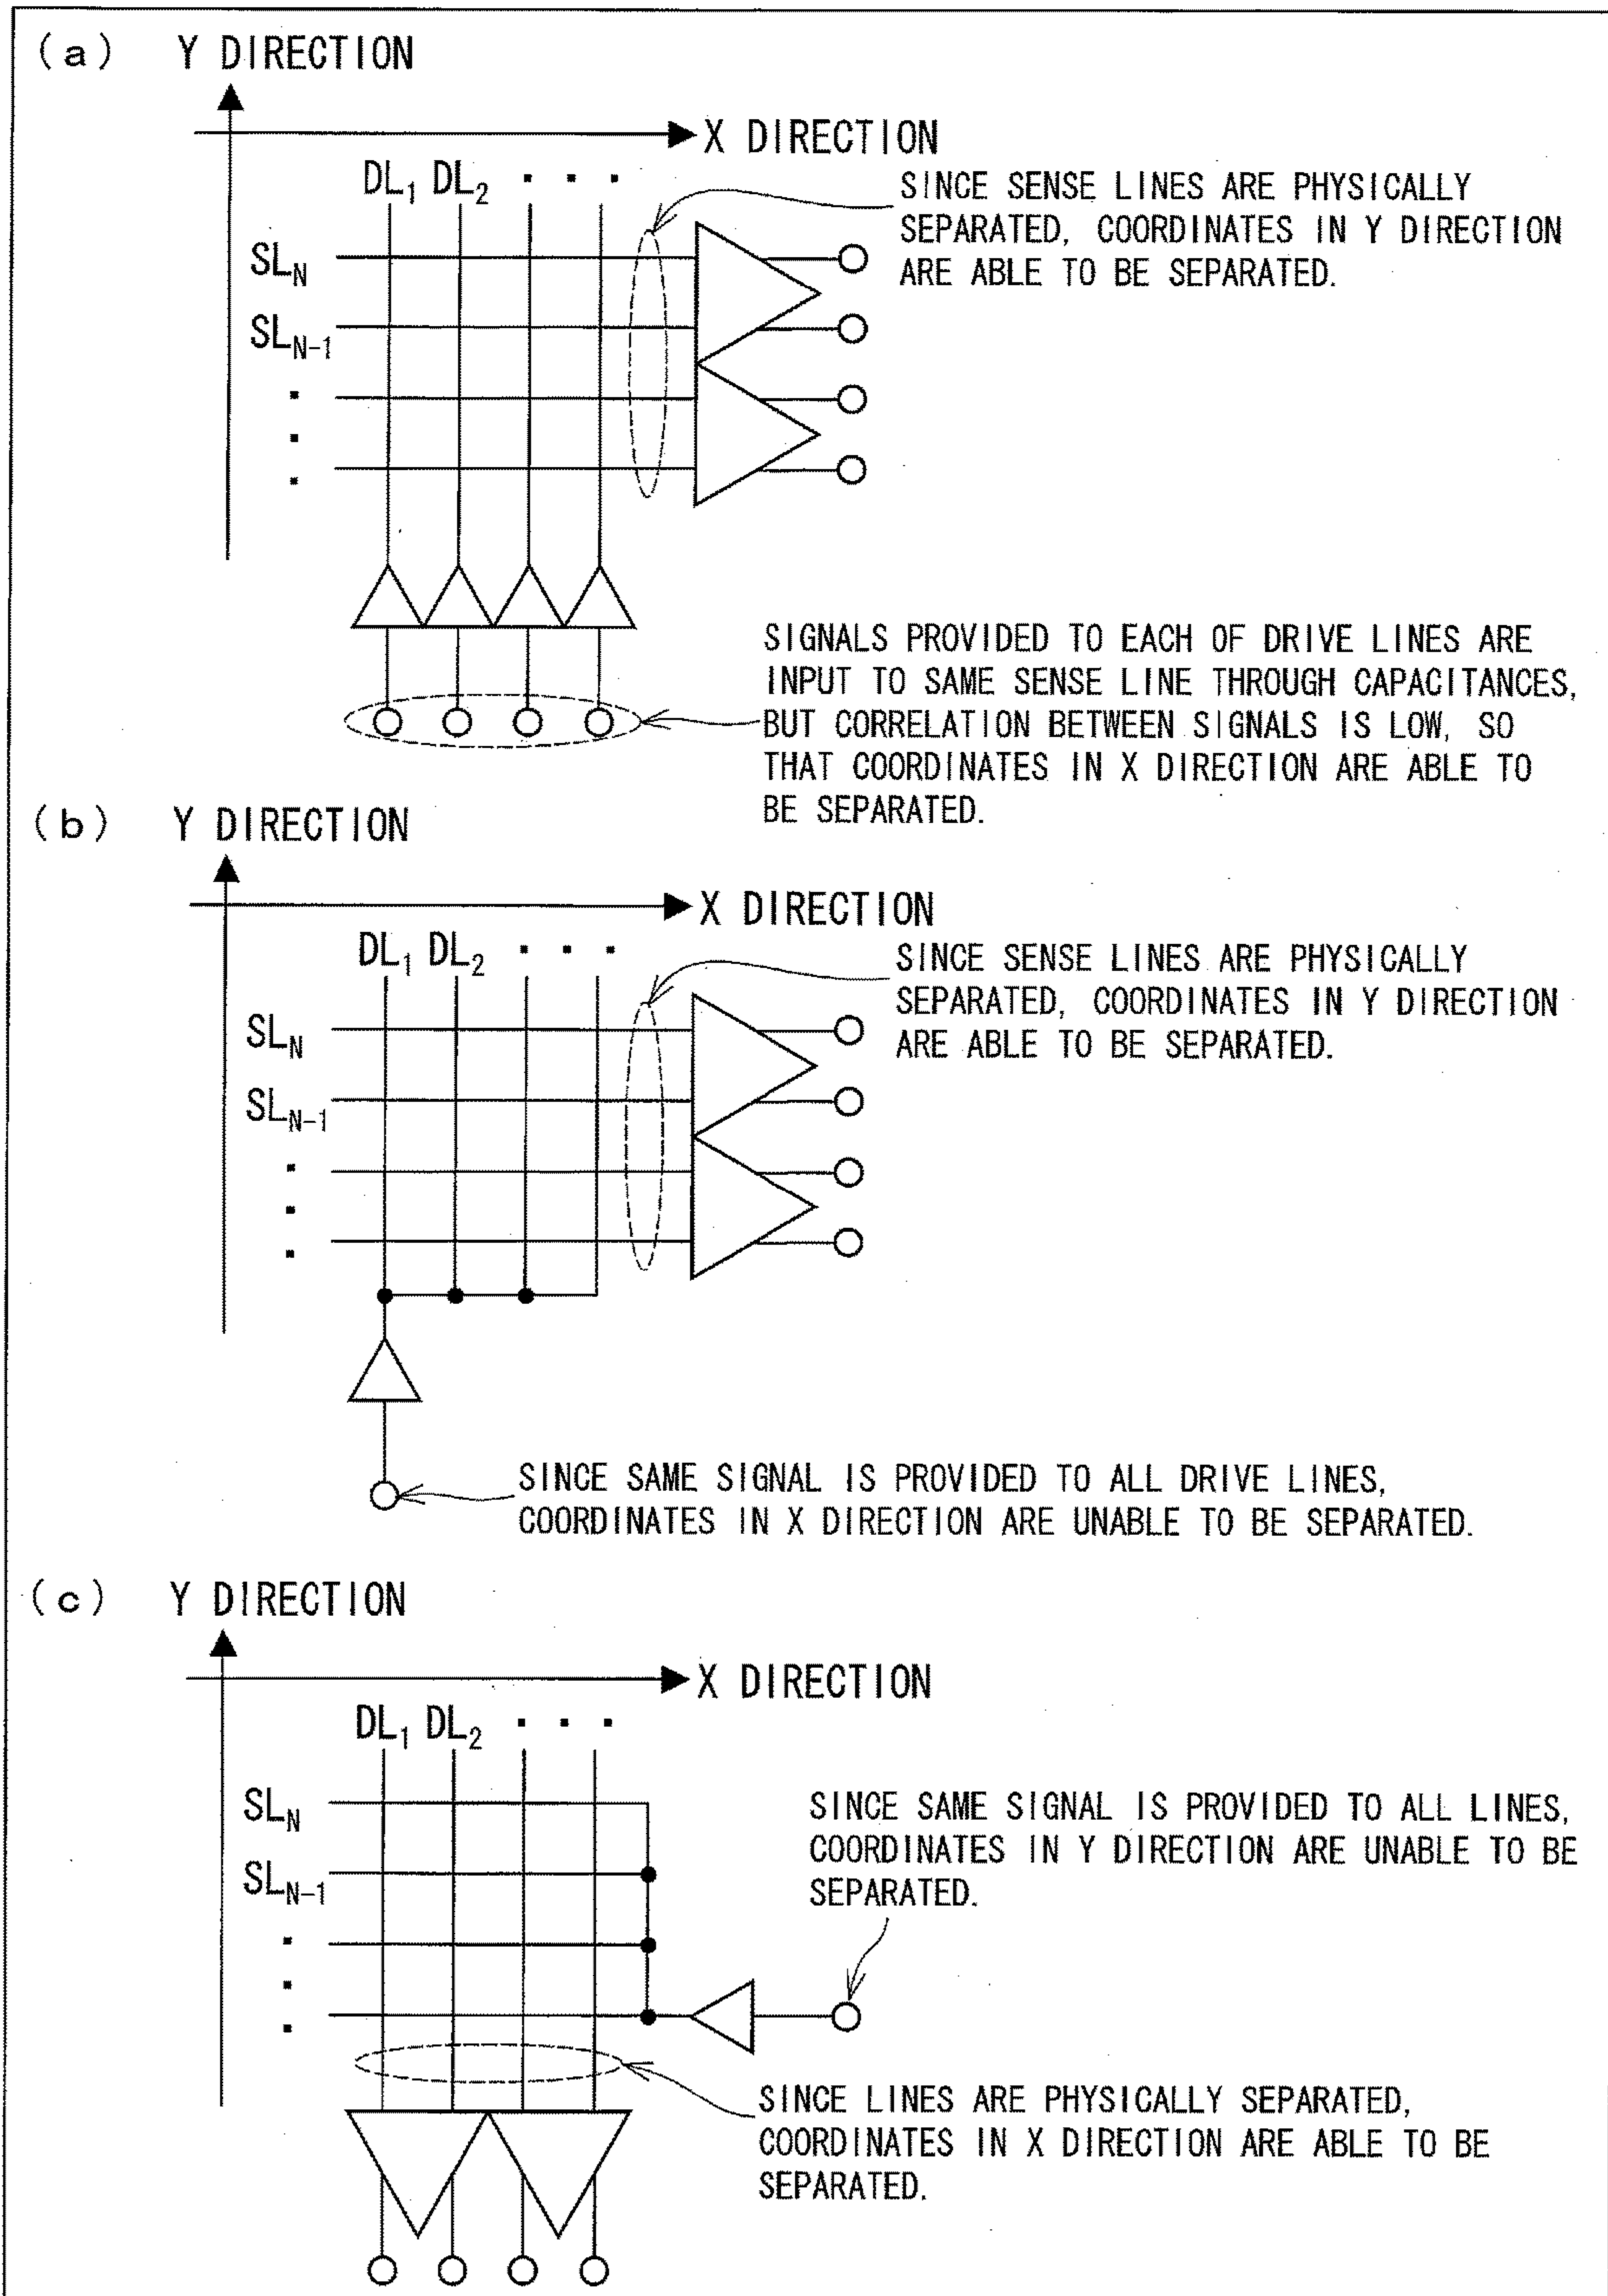 (a) Y DIRECTION
X DIRECTION
DL1 DL2 · · ·
SINCE SENSE LINES ARE PHYSICALLY
SEPARATED, COORDINATES IN Y DIRECTION
ARE ABLE TO BE SEPARATED.
SLN
SLN-1
·
·
·
SIGNALS PROVIDED TO EACH OF DRIVE LINES ARE
INPUT TO SAME SENSE LINE THROUGH CAPACITANCES,
BUT CORRELATION BETWEEN SIGNALS IS LOW, SO
THAT COORDINATES IN X DIRECTION ARE ABLE TO
BE SEPARATED.
(b) Y DIRECTION
X DIRECTION
DL1 DL2 · · ·
SINCE SENSE LINES ARE PHYSICALLY
SEPARATED, COORDINATES IN Y DIRECTION
ARE ABLE TO BE SEPARATED.
SLN
SLN-1
·
·
·
SINCE SAME SIGNAL IS PROVIDED TO ALL DRIVE LINES,
COORDINATES IN X DIRECTION ARE UNABLE TO BE SEPARATED.
(c) Y DIRECTION
X DIRECTION
DL1 DL2 · · ·
SLN
SLN-1
·
·
·
SINCE SAME SIGNAL IS PROVIDED TO ALL LINES,
COORDINATES IN Y DIRECTION ARE UNABLE TO BE
SEPARATED.
SINCE LINES ARE PHYSICALLY SEPARATED,
COORDINATES IN X DIRECTION ARE ABLE TO BE
SEPARATED.